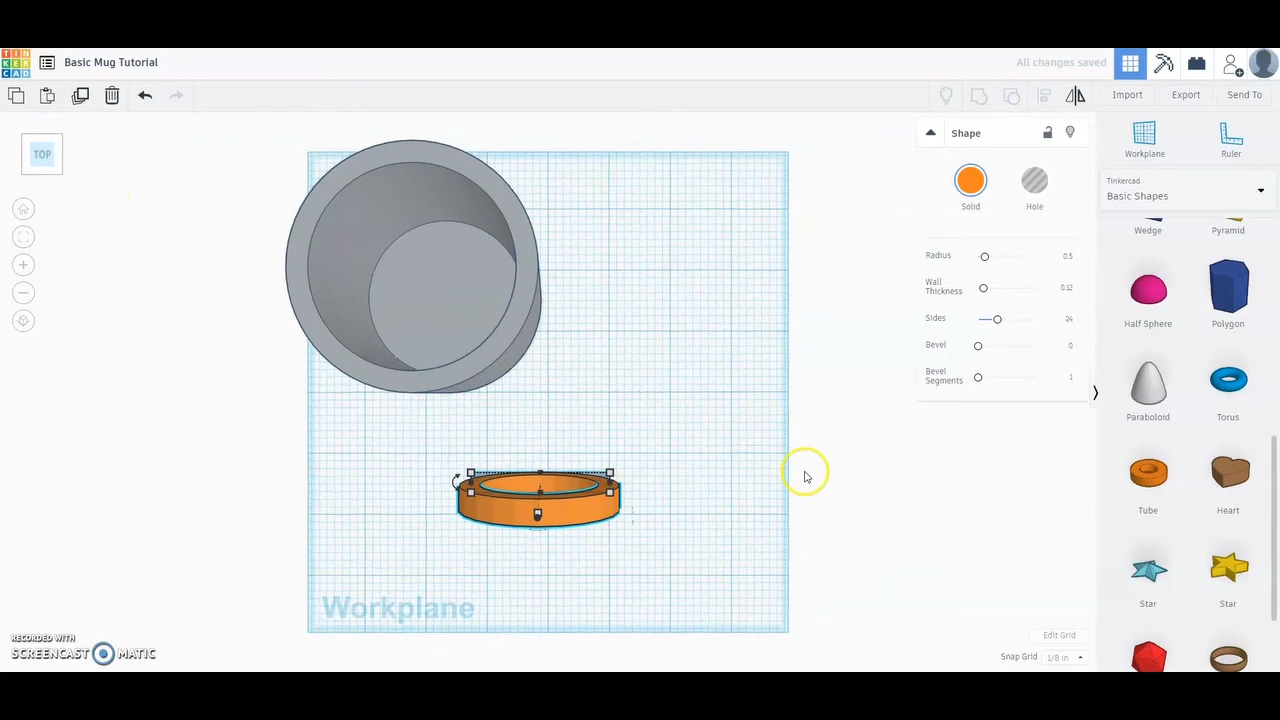 TIN
KER
CAD
Basic Mug Tutorial
All changes saved
Import
Export
Send To
TOP
Shape
Solid
Hole
Radius
0.5
Wall
Thickness
0.12
Sides
24
Bevel
0
Bevel
Segments
1
Workplane
Ruler
Tinkercad
Basic Shapes
Wedge
Pyramid
Half Sphere
Polygon
Paraboloid
Torus
Tube
Heart
Star
Star
Workplane
Edit Grid
Snap Grid
1/8 in
RECORDED WITH
SCREENCAST MATIC